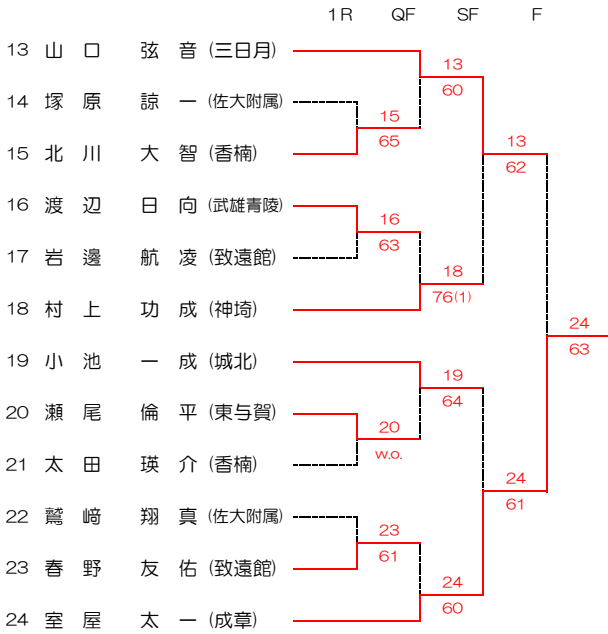 1R QF SF F
13 山口 弦音 (三日月)
13
60
14 塚原 諒一 (佐大附属)
15
65
15 北川 大智 (香楠)
13
62
16 渡辺 日向 (武雄青陵)
16
63
17 岩邊 航凌 (致遠館)
18
76(1)
18 村上 功成 (神埼)
24
63
19 小池 一成 (城北)
19
64
20 瀬尾 倫平 (東与賀)
20
w.o.
21 太田 瑛介 (香楠)
24
61
22 鷲﨑 翔真 (佐大附属)
23
61
23 春野 友佑 (致遠館)
24
60
24 室屋 太一 (成章)